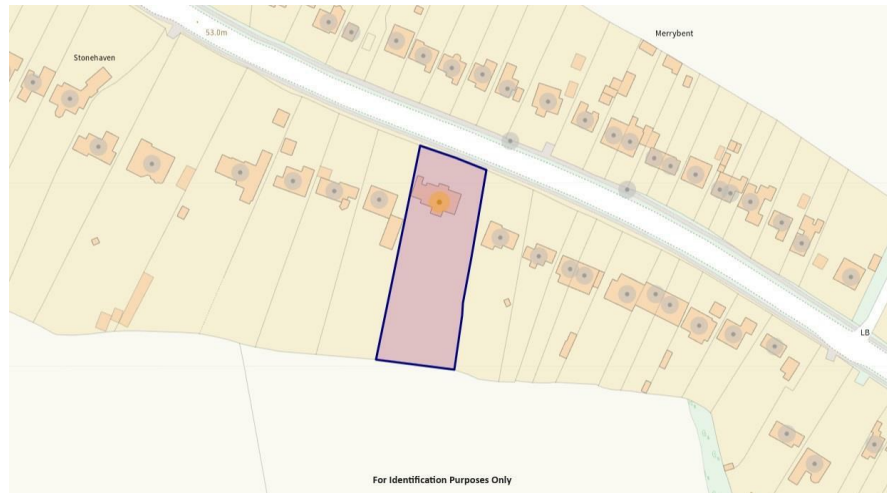 53.0m
Merrybent
Stonehaven
LB
For Identification Purposes Only